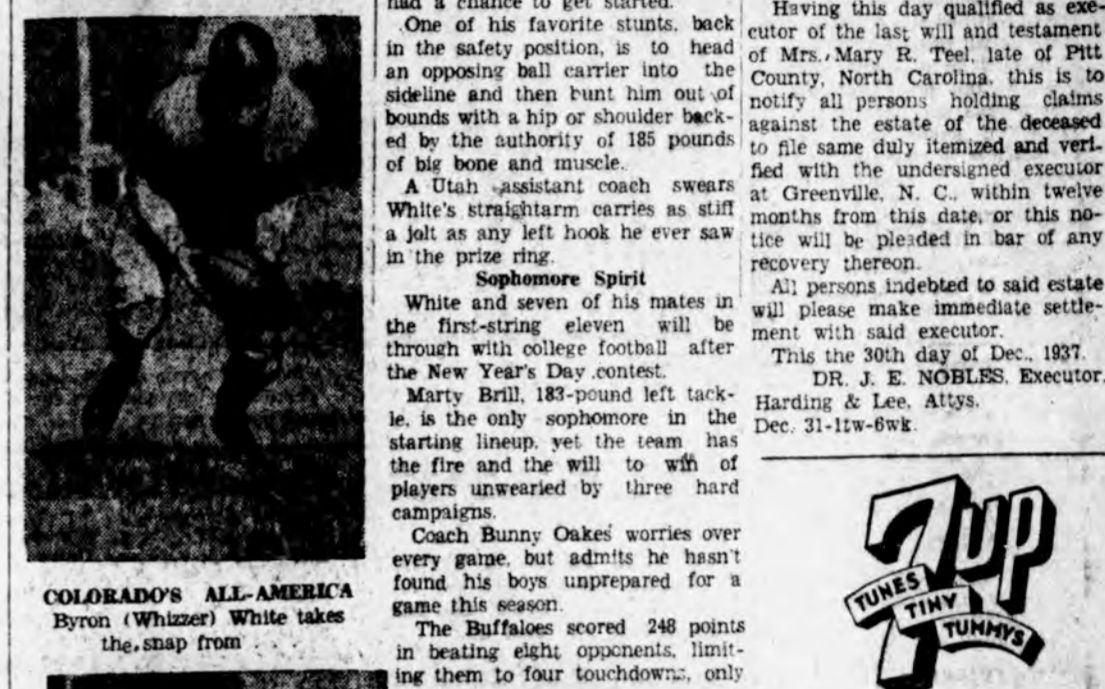 COLORADO'S ALL-AMERICA
Byron (Whizzer) White takes
the snap from
had a chance to get started.
One of his favorite stunts, back
in the safety position, is to head
an opposing ball carrier into the
sideline and then bunt him out of
bounds with a hip or shoulder back-
ed by the authority of 185 pounds
of big bone and muscle.
A Utah assistant coach swears
White's straightarm carries as stiff
a jolt as any left hook he ever saw
in the prize ring.
Sophomore Spirit
White and seven of his mates in
the first-string eleven will be
through with college football after
the New Year's Day contest.
Marty Brill, 183-pound left tack-
le, is the only sophomore in the
starting lineup, yet the team has
the fire and the will to win of
players unwearied by three hard
campaigns.
Coach Bunny Oakes worries over
every game, but admits he hasn't
found his boys unprepared for a
game this season.
The Buffaloes scored 248 points
in beating eight opponents, limit-
ing them to four touchdowns, only
Having this day qualified as exe-
cutor of the last will and testament
of Mrs. Mary R. Teel, late of Pitt
County, North Carolina, this is to
notify all persons holding claims
against the estate of the deceased
to file same duly itemized and veri-
fied with the undersigned executor
at Greenville, N. C., within twelve
months from this date, or this no-
tice will be pleaded in bar of any
recovery thereon.
All persons indebted to said estate
will please make immediate settle-
ment with said executor.
This the 30th day of Dec., 1937.
DR. J. E. NOBLES, Executor,
Harding & Lee, Attys.
Dec. 31-1tw-6wk.
7up
TUNES
TINY
TUMMYS